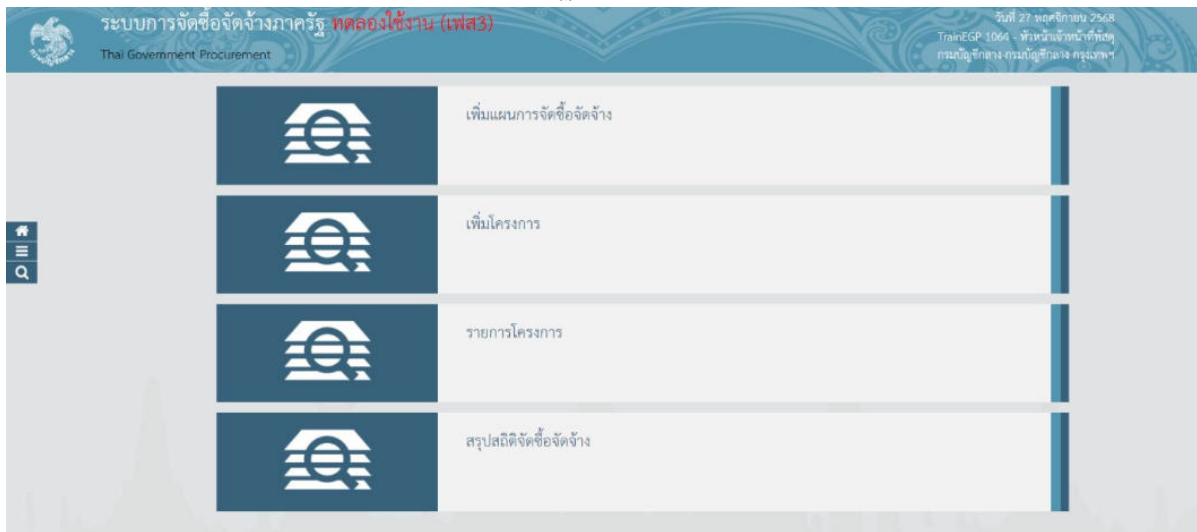 ระบบการจัดซื้อจัดจ้างภาครัฐ ทดลองใช้งาน (เฟส3)
Thai Government Procurement
วันที่ 27 พฤศจิกายน 2568
TrainEGP 1064 - หัวหน้าเจ้าหน้าที่พัสดุ
กรมบัญชีกลาง-กรมบัญชีกลาง กรุงเทพฯ
เพิ่มแผนการจัดซื้อจัดจ้าง
เพิ่มโครงการ
รายการโครงการ
สรุปสถิติจัดซื้อจัดจ้าง